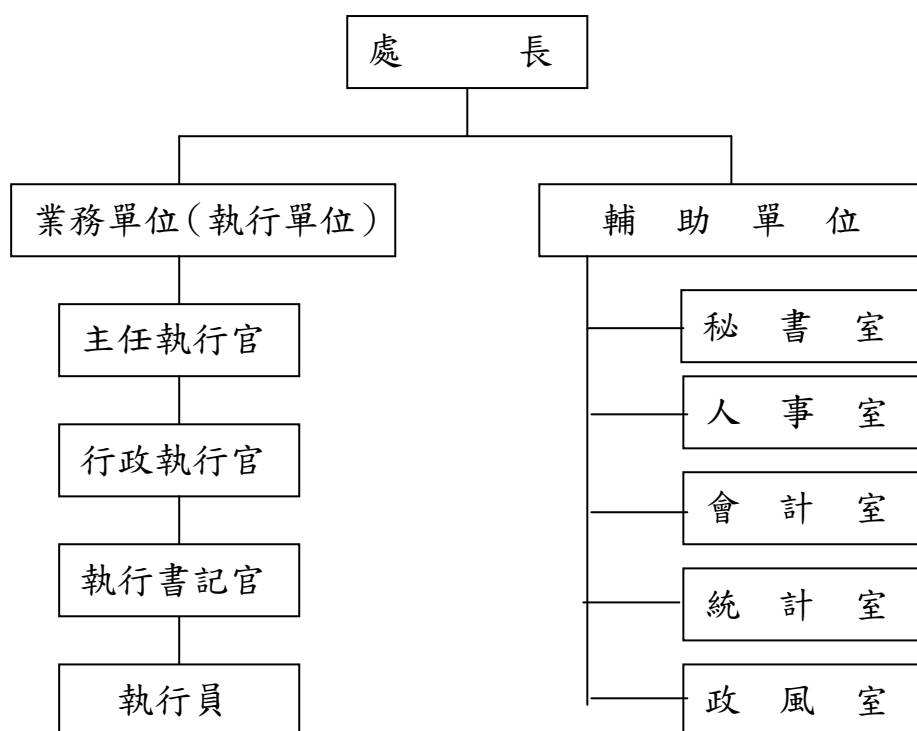 處長
業務單位(執行單位)
輔助單位
主任執行官
行政執行官
執行書記官
執行員
秘書室
人事室
會計室
統計室
政風室